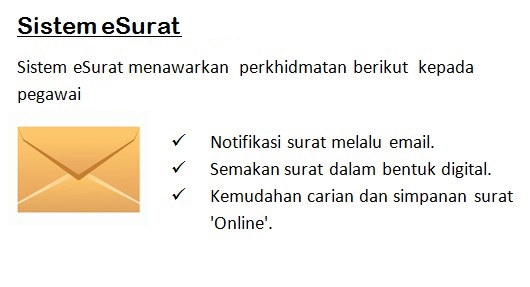 Sistem eSurat
Sistem eSurat menawarkan perkhidmatan berikut kepada
pegawai
✓ Notifikasi surat melalu email.
✓ Semakan surat dalam bentuk digital.
✓ Kemudahan carian dan simpanan surat
'Online'.